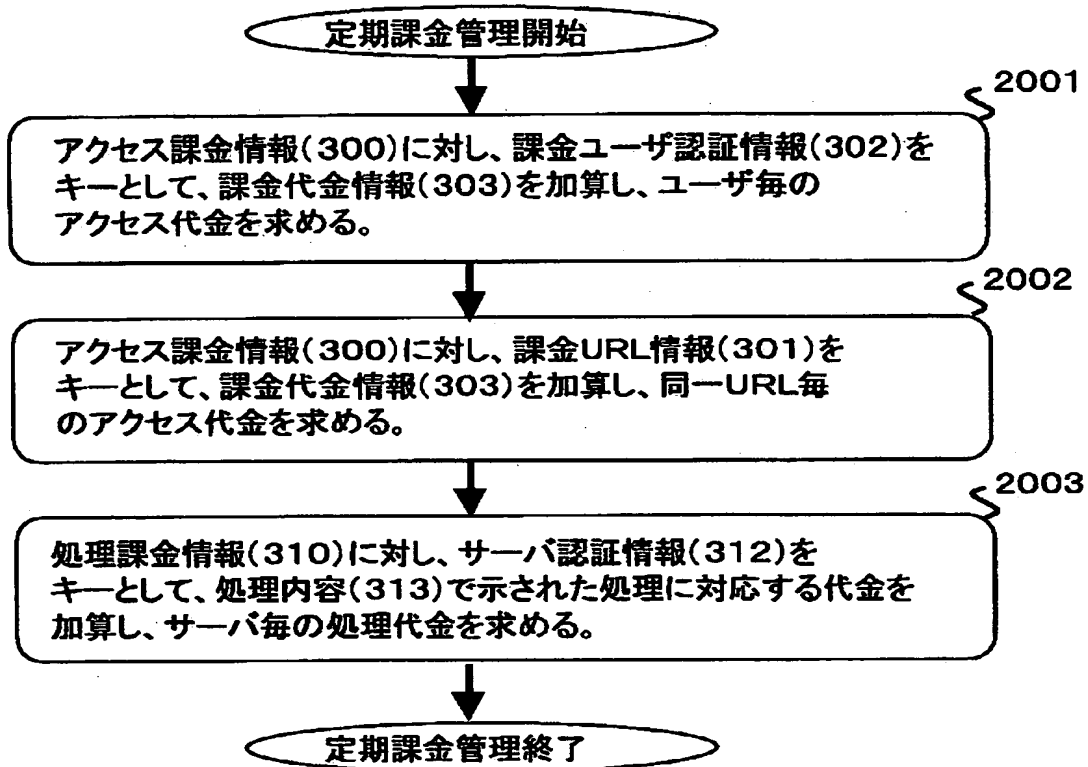 定期課金管理開始
2001
アクセス課金情報(300)に対し、課金ユーザ認証情報(302)を
キーとして、課金代金情報(303)を加算し、ユーザ毎の
アクセス代金を求める。
2002
アクセス課金情報(300)に対し、課金URL情報(301)を
キーとして、課金代金情報(303)を加算し、同一URL毎
のアクセス代金を求める。
2003
処理課金情報(310)に対し、サーバ認証情報(312)を
キーとして、処理内容(313)で示された処理に対応する代金を
加算し、サーバ毎の処理代金を求める。
定期課金管理終了